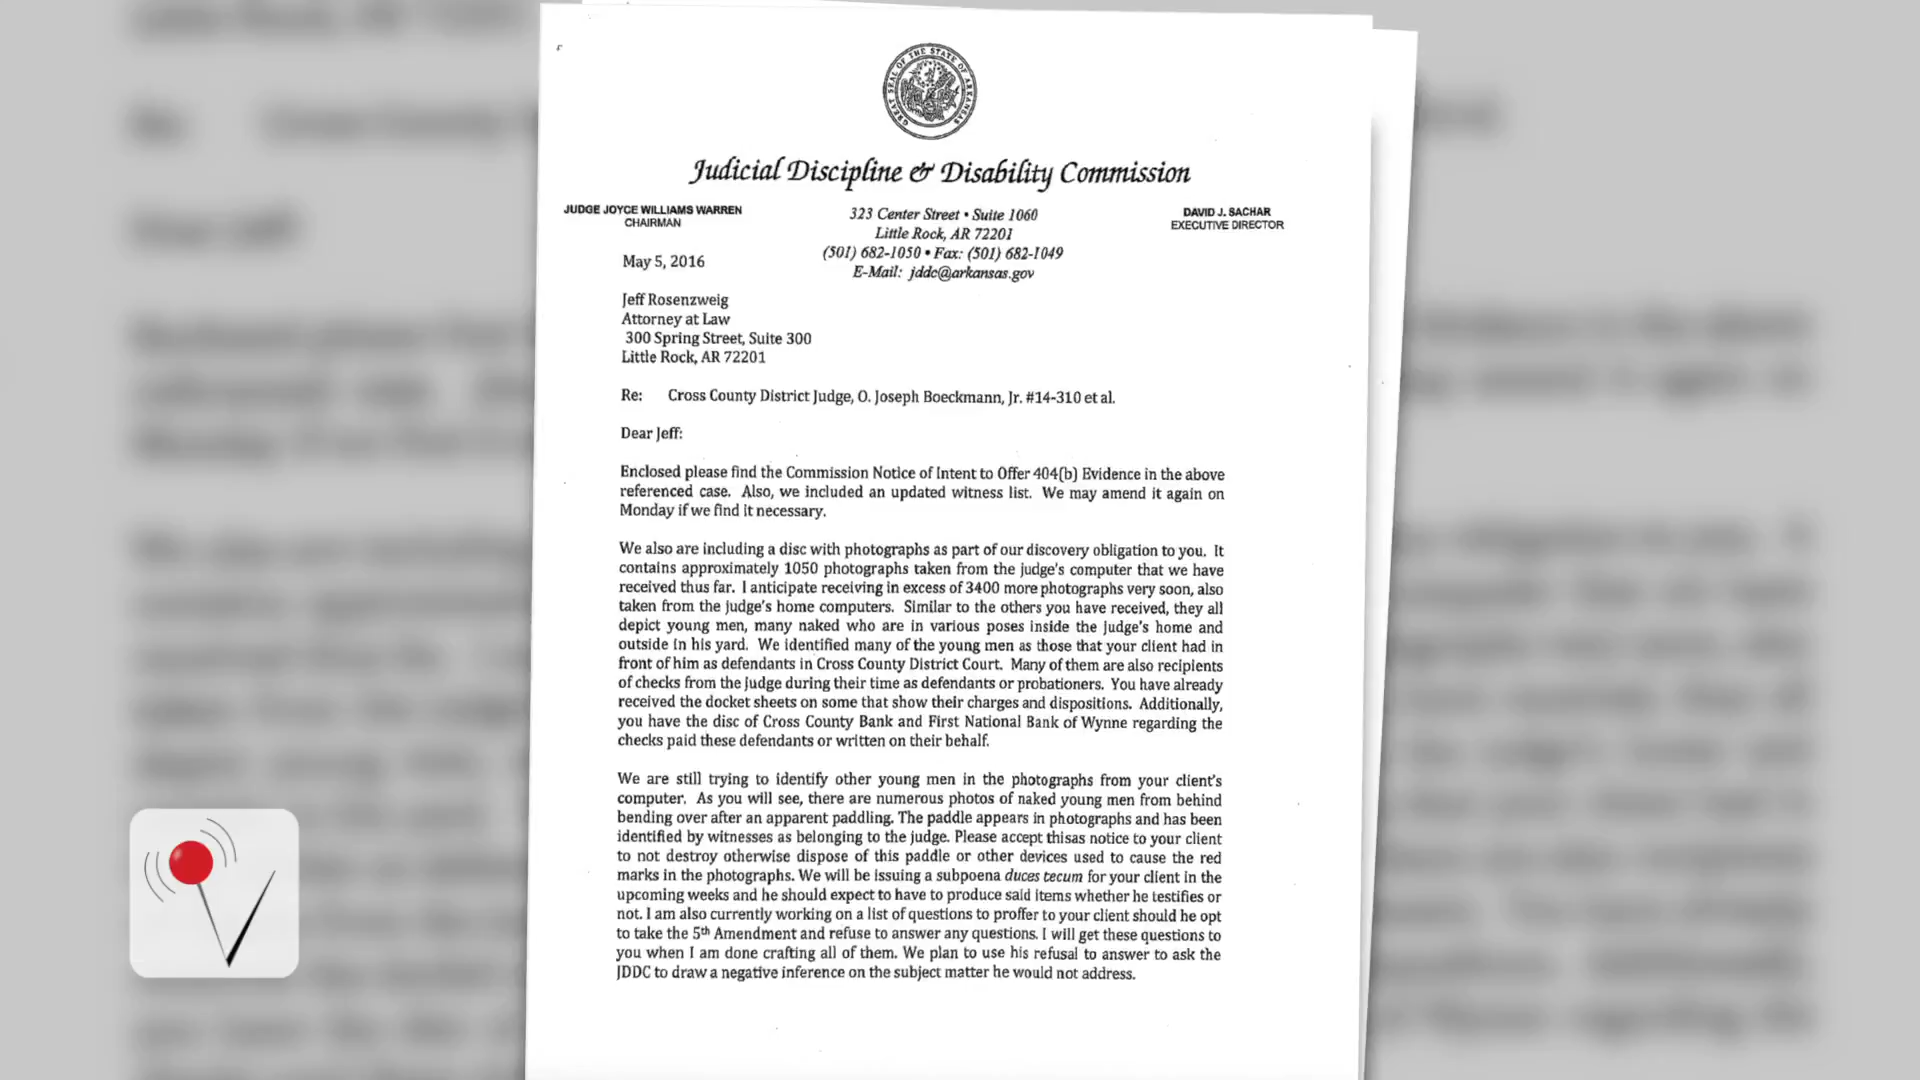 GREAT SEAL OF THE STATE OF ARKANSAS
Judicial Discipline & Disability Commission
JUDGE JOYCE WILLIAMS WARREN
CHAIRMAN
323 Center Street • Suite 1060
Little Rock, AR 72201
(501) 682-1050 • Fax: (501) 682-1049
E-Mail: jddc@arkansas.gov
DAVID J. SACHAR
EXECUTIVE DIRECTOR
May 5, 2016
Jeff Rosenzweig
Attorney at Law
300 Spring Street, Suite 300
Little Rock, AR 72201
Re: Cross County District Judge, O. Joseph Boeckmann, Jr. #14-310 et al.
Dear Jeff:
Enclosed please find the Commission Notice of Intent to Offer 404(b) Evidence in the above
referenced case. Also, we included an updated witness list. We may amend it again on
Monday if we find it necessary.
We also are including a disc with photographs as part of our discovery obligation to you. It
contains approximately 1050 photographs taken from the judge's computer that we have
received thus far. I anticipate receiving in excess of 3400 more photographs very soon, also
taken from the judge's home computers. Similar to the others you have received, they all
depict young men, many naked who are in various poses inside the judge's home and
outside in his yard. We identified many of the young men as those that your client had in
front of him as defendants in Cross County District Court. Many of them are also recipients
of checks from the judge during their time as defendants or probationers. You have already
received the docket sheets on some that show their charges and dispositions. Additionally,
you have the disc of Cross County Bank and First National Bank of Wynne regarding the
checks paid these defendants or written on their behalf.
We are still trying to identify other young men in the photographs from your client's
computer. As you will see, there are numerous photos of naked young men from behind
bending over after an apparent paddling. The paddle appears in photographs and has been
identified by witnesses as belonging to the judge. Please accept thisas notice to your client
to not destroy otherwise dispose of this paddle or other devices used to cause the red
marks in the photographs. We will be issuing a subpoena duces tecum for your client in the
upcoming weeks and he should expect to have to produce said items whether he testifies or
not. I am also currently working on a list of questions to proffer to your client should he opt
to take the 5th Amendment and refuse to answer any questions. I will get these questions to
you when I am done crafting all of them. We plan to use his refusal to answer to ask the
JDDC to draw a negative inference on the subject matter he would not address.